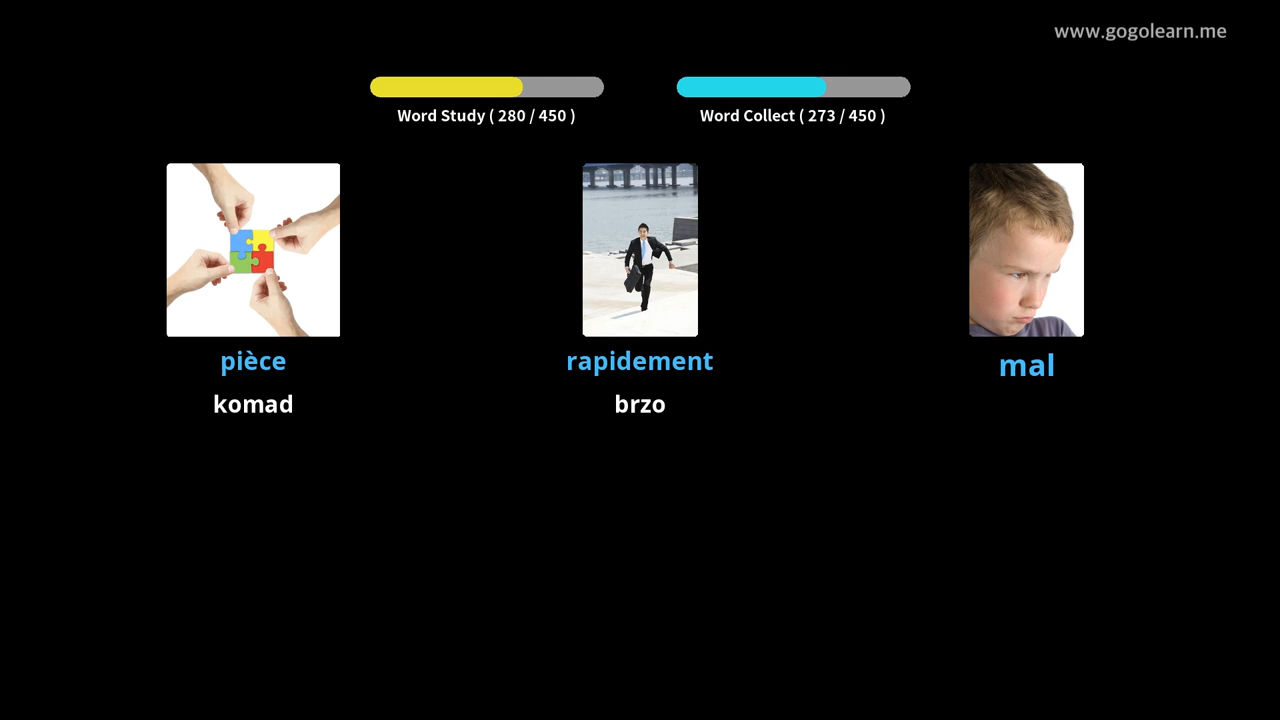 www.gogolearn.me
Word Study ( 280 / 450 )
Word Collect ( 273 / 450 )
pièce
rapidement
mal
komad
brzo